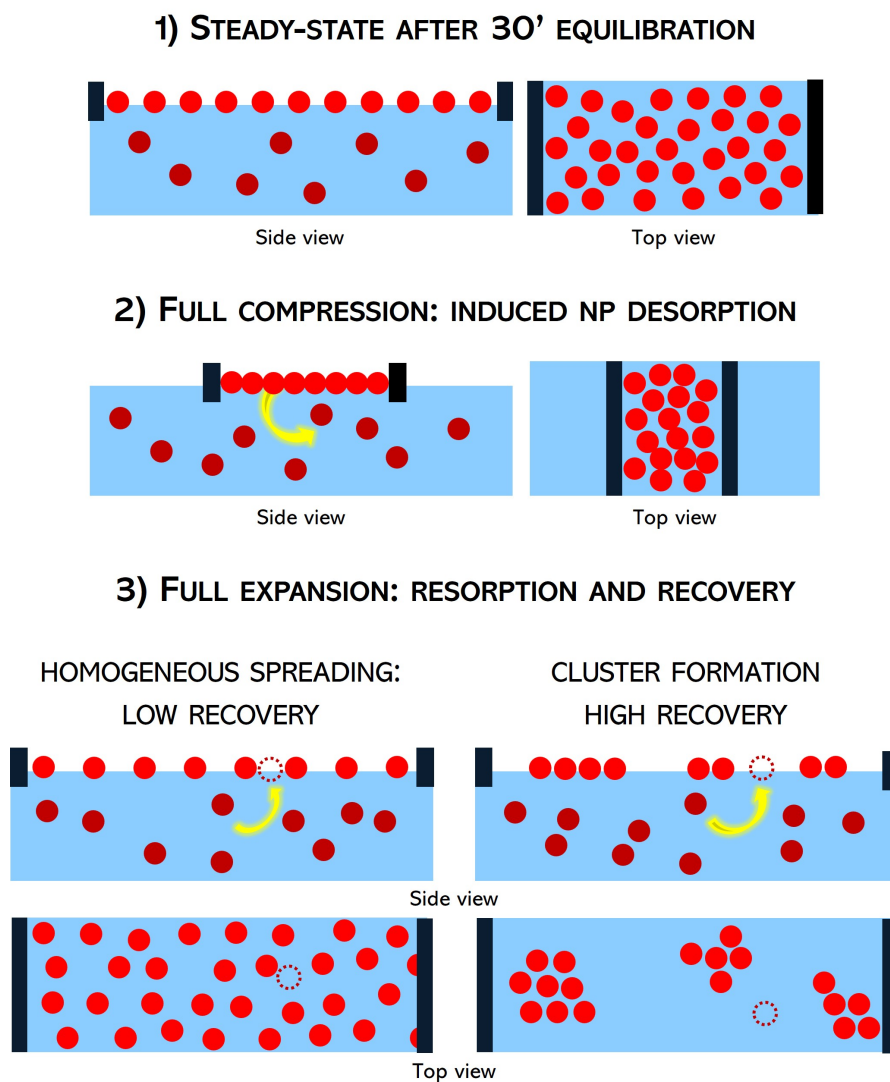 1) STEADY-STATE AFTER 30' EQUILIBRATION
Side view
Top view
2) FULL COMPRESSION: INDUCED NP DESORPTION
Side view
Top view
3) FULL EXPANSION: RESORPTION AND RECOVERY
HOMOGENEOUS SPREADING:
LOW RECOVERY
CLUSTER FORMATION
HIGH RECOVERY
Side view
Top view